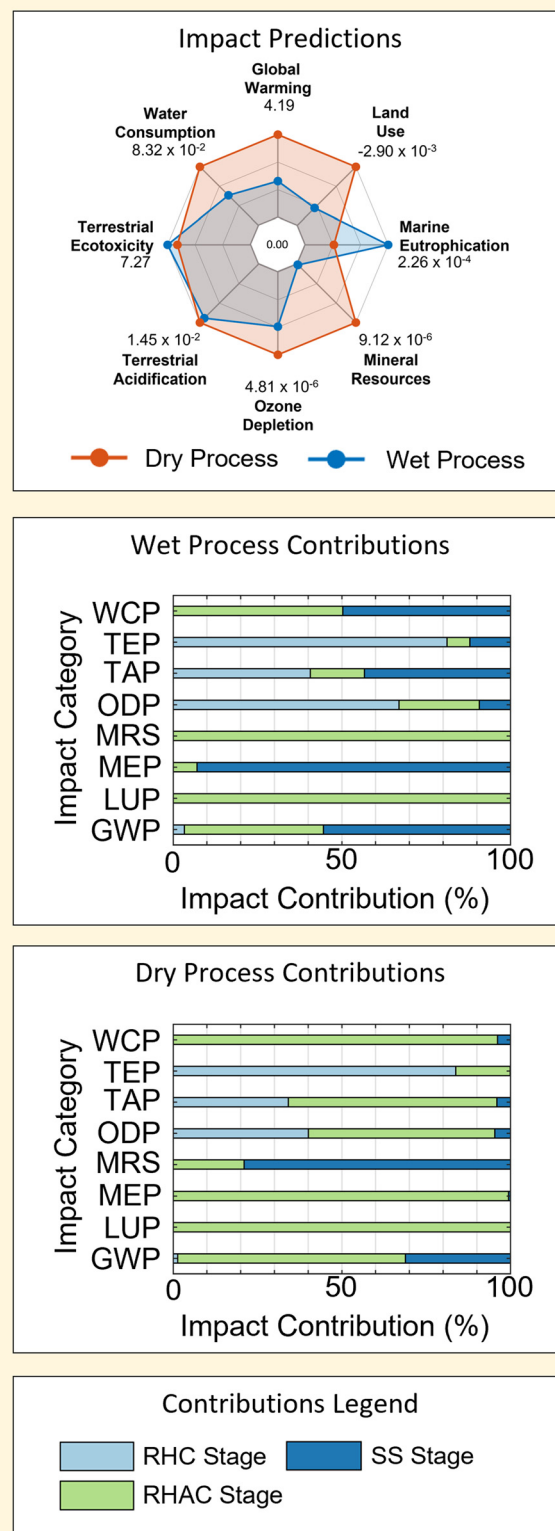 Impact Predictions
Global
Warming
4.19
Water
Consumption
8.32 x 10⁻²
Land
Use
-2.90 x 10⁻³
Terrestrial
Ecotoxicity
7.27
0.00
Marine
Eutrophication
2.26 x 10⁻⁴
1.45 x 10⁻²
Terrestrial
Acidification
4.81 x 10⁻⁶
Ozone
Depletion
9.12 x 10⁻⁶
Mineral
Resources
Dry Process
Wet Process
Wet Process Contributions
Impact Category
WCP
TEP
TAP
ODP
MRS
MEP
LUP
GWP
0 50 100
Impact Contribution (%)
Dry Process Contributions
Impact Category
WCP
TEP
TAP
ODP
MRS
MEP
LUP
GWP
0 50 100
Impact Contribution (%)
Contributions Legend
RHC Stage SS Stage
RHAC Stage